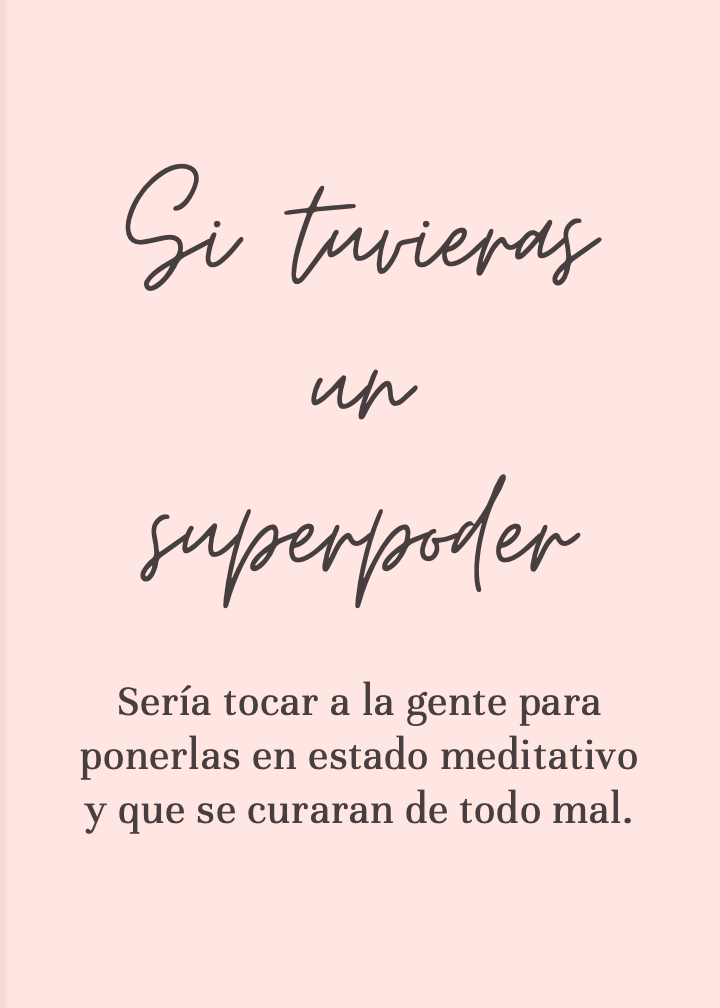 Si tuvieras
un
superpoder
Sería tocar a la gente para
ponerlas en estado meditativo
y que se curaran de todo mal.